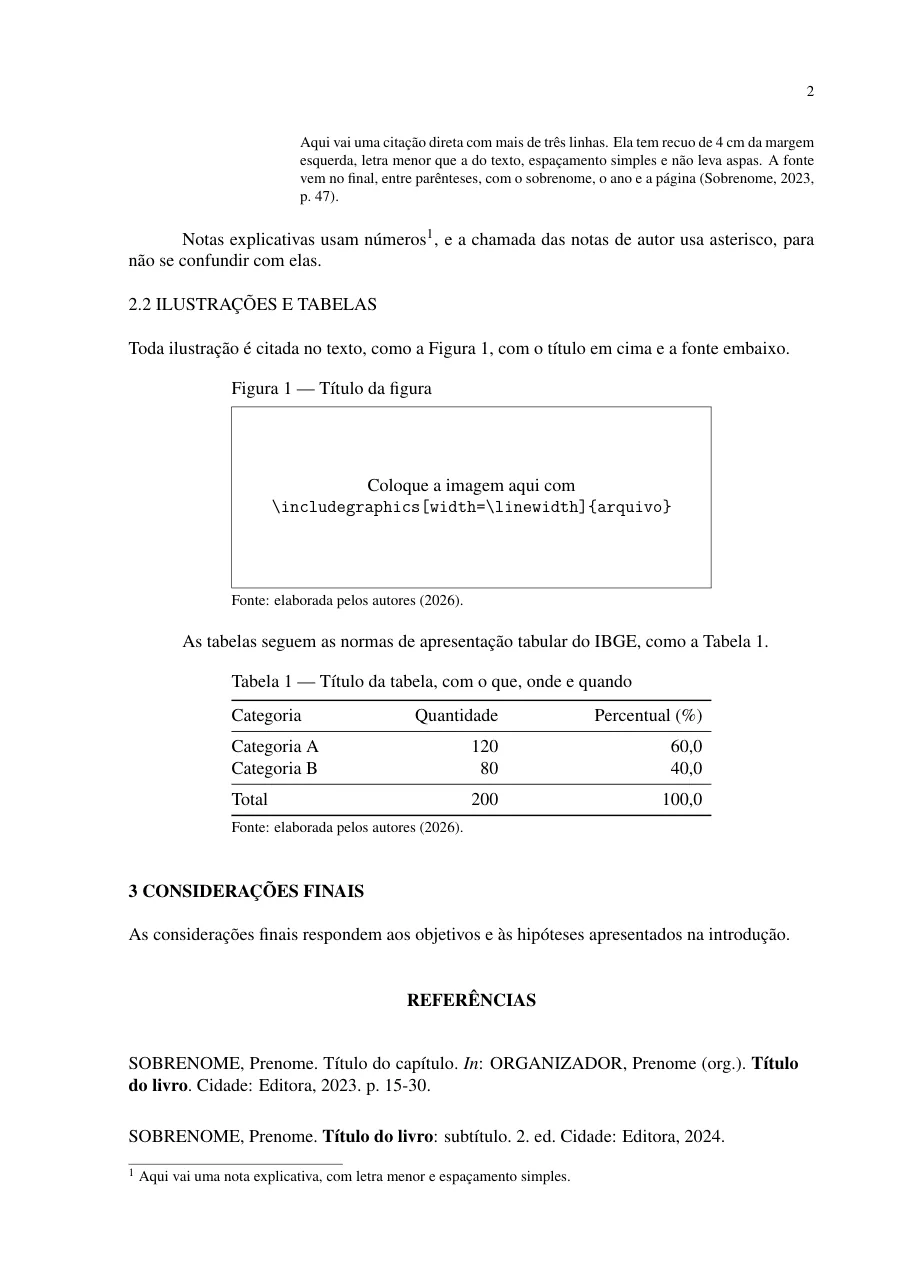 2
Aqui vai uma citação direta com mais de três linhas. Ela tem recuo de 4 cm da margem
esquerda, letra menor que a do texto, espaçamento simples e não leva aspas. A fonte
vem no final, entre parênteses, com o sobrenome, o ano e a página (Sobrenome, 2023,
p. 47).
Notas explicativas usam números1, e a chamada das notas de autor usa asterisco, para
não se confundir com elas.
2.2 ILUSTRAÇÕES E TABELAS
Toda ilustração é citada no texto, como a Figura 1, com o título em cima e a fonte embaixo.
Figura 1 — Título da figura
Coloque a imagem aqui com
\includegraphics[width=\linewidth]{arquivo}
Fonte: elaborada pelos autores (2026).
As tabelas seguem as normas de apresentação tabular do IBGE, como a Tabela 1.
Tabela 1 — Título da tabela, com o que, onde e quando
Categoria Quantidade Percentual (%)
Categoria A 120 60,0
Categoria B 80 40,0
Total 200 100,0
Fonte: elaborada pelos autores (2026).
3 CONSIDERAÇÕES FINAIS
As considerações finais respondem aos objetivos e às hipóteses apresentados na introdução.
REFERÊNCIAS
SOBRENOME, Prenome. Título do capítulo. In: ORGANIZADOR, Prenome (org.). Título
do livro. Cidade: Editora, 2023. p. 15-30.
SOBRENOME, Prenome. Título do livro: subtítulo. 2. ed. Cidade: Editora, 2024.
1 Aqui vai uma nota explicativa, com letra menor e espaçamento simples.